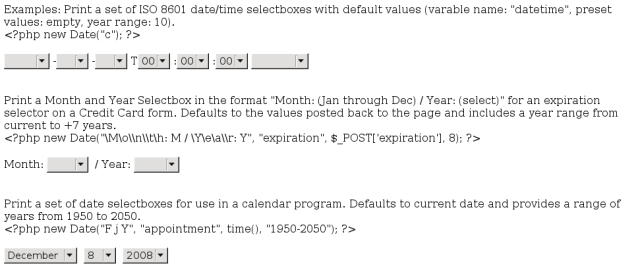 Examples: Print a set of ISO 8601 date/time selectboxes with default values (varable name: "datetime", preset
values: empty, year range: 10).
<?php new Date("c"); ?>
- - T 00 : 00 : 00
Print a Month and Year Selectbox in the format "Month: (Jan through Dec) / Year: (select)" for an expiration
selector on a Credit Card form. Defaults to the values posted back to the page and includes a year range from
current to +7 years.
<?php new Date("\M\o\\n\\t\h: M / \Y\e\a\\r: Y", "expiration", $_POST['expiration'], 8); ?>
Month: / Year:
Print a set of date selectboxes for use in a calendar program. Defaults to current date and provides a range of
years from 1950 to 2050.
<?php new Date("F j Y", "appointment", time(), "1950-2050"); ?>
December 8 2008